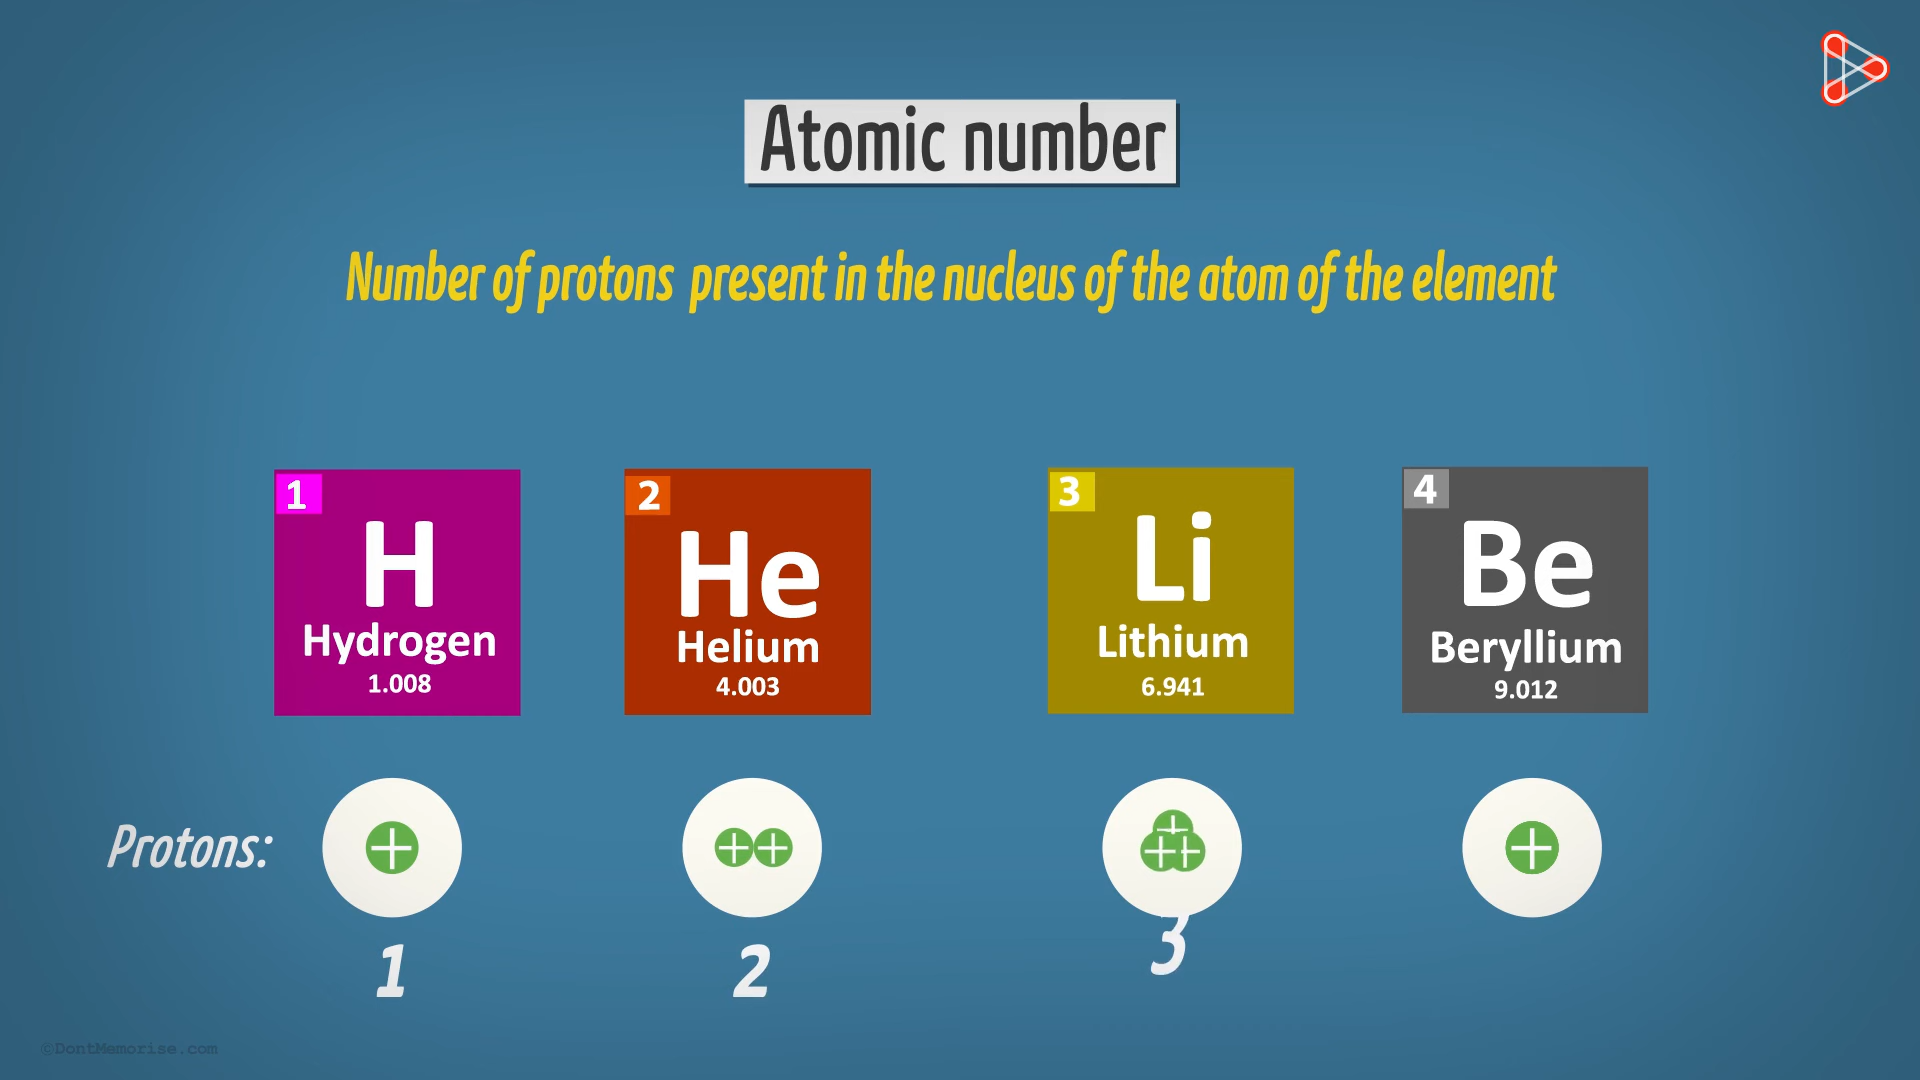 Atomic number
Number of protons present in the nucleus of the atom of the element
1
H
Hydrogen
1.008
2
He
Helium
4.003
3
Li
Lithium
6.941
4
Be
Beryllium
9.012
Protons:
1
2
3
©DontMemorise.com